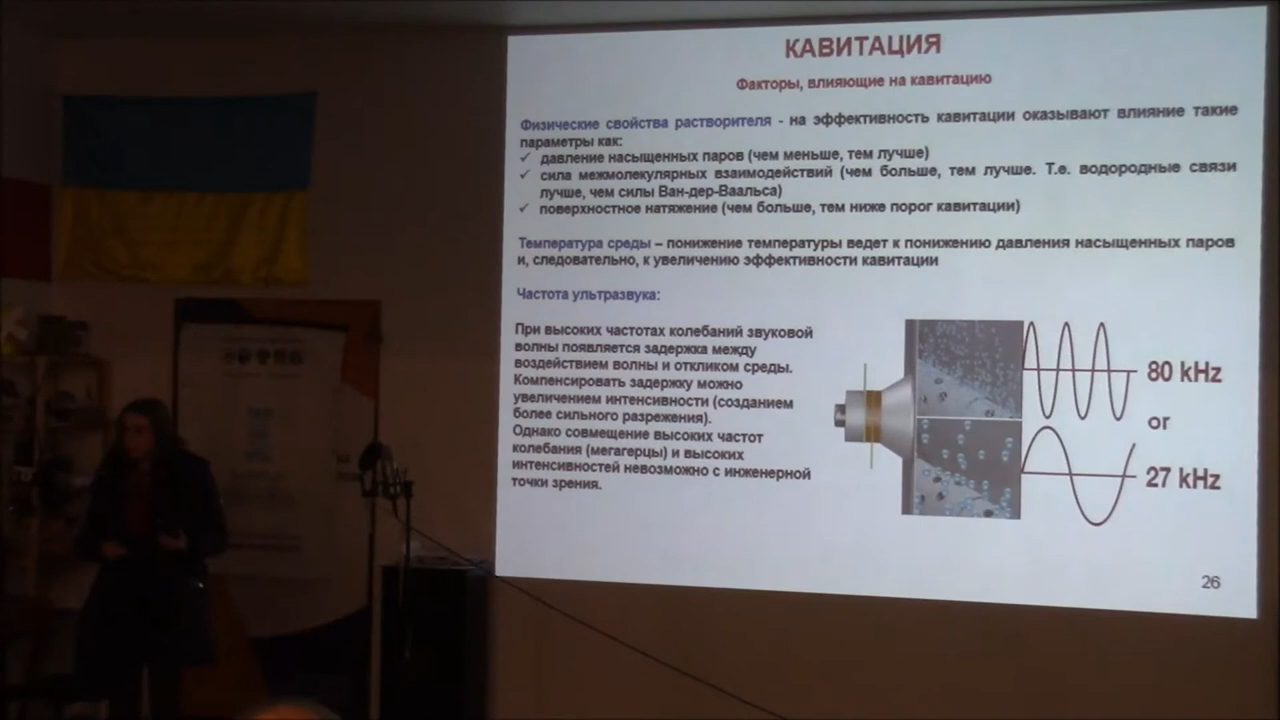 КАВИТАЦИЯ
Факторы, влияющие на кавитацию
Физические свойства растворителя - на эффективность кавитации оказывают влияние такие
параметры как:
✓ давление насыщенных паров (чем меньше, тем лучше)
✓ сила межмолекулярных взаимодействий (чем больше, тем лучше. Т.е. водородные связи
лучше, чем силы Ван-дер-Ваальса)
✓ поверхностное натяжение (чем больше, тем ниже порог кавитации)
Температура среды – понижение температуры ведет к понижению давления насыщенных паров
и, следовательно, к увеличению эффективности кавитации
Частота ультразвука:
При высоких частотах колебаний звуковой
волны появляется задержка между
воздействием волны и откликом среды.
Компенсировать задержку можно
увеличением интенсивности (созданием
более сильного разрежения).
Однако совмещение высоких частот
колебания (мегагерцы) и высоких
интенсивностей невозможно с инженерной
точки зрения.
80 kHz
or
27 kHz
26